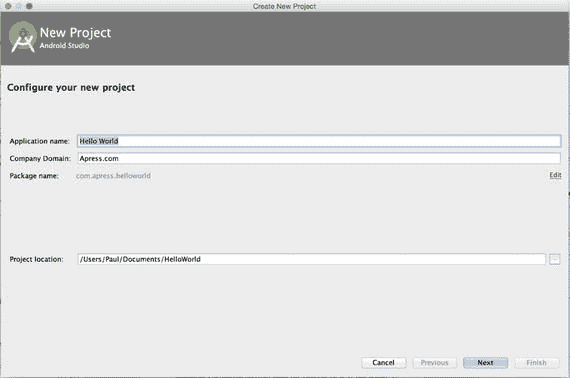 Create New Project
New Project
Android Studio
Configure your new project
Application name: Hello World
Company Domain: Apress.com
Package name: com.apress.helloworld Edit
Project location: /Users/Paul/Documents/HelloWorld ...
Cancel Previous Next Finish